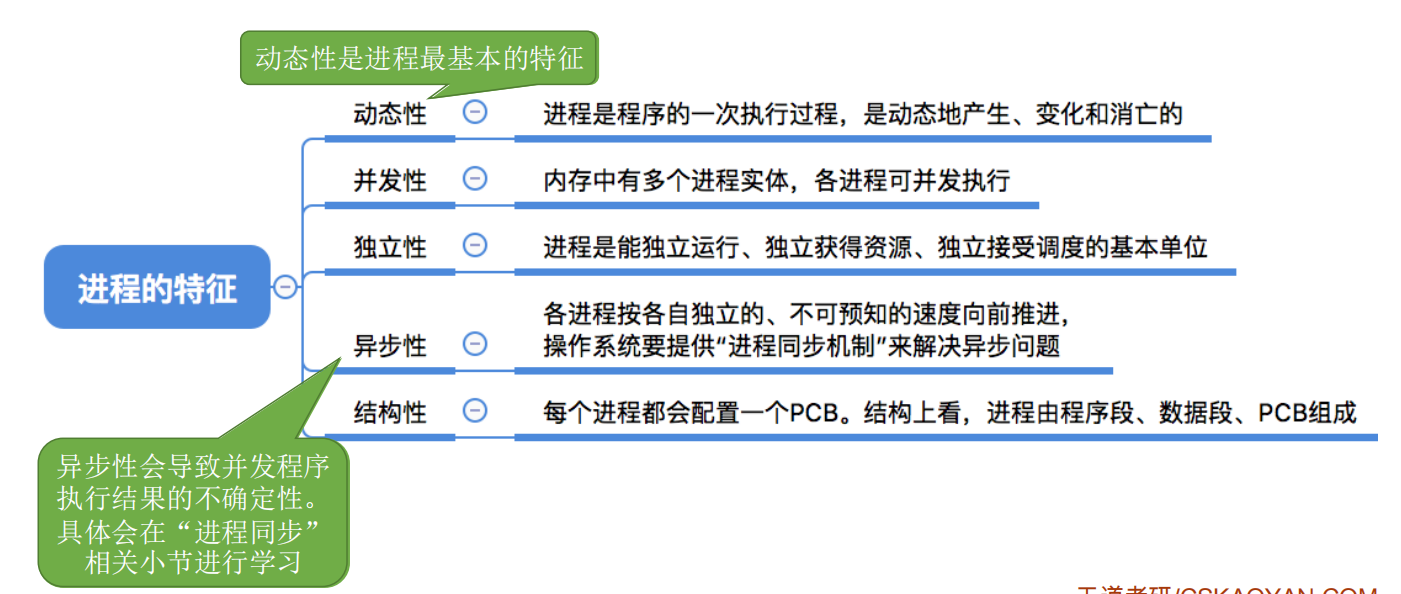 动态性是进程最基本的特征
动态性
进程是程序的一次执行过程，是动态地产生、变化和消亡的
并发性
内存中有多个进程实体，各进程可并发执行
独立性
进程是能独立运行、独立获得资源、独立接受调度的基本单位
进程的特征
异步性
各进程按各自独立的、不可预知的速度向前推进，
操作系统要提供“进程同步机制”来解决异步问题
结构性
每个进程都会配置一个PCB。结构上看，进程由程序段、数据段、PCB组成
异步性会导致并发程序
执行结果的不确定性。
具体会在“进程同步”
相关小节进行学习
王道考研/CSKAOYAN.COM